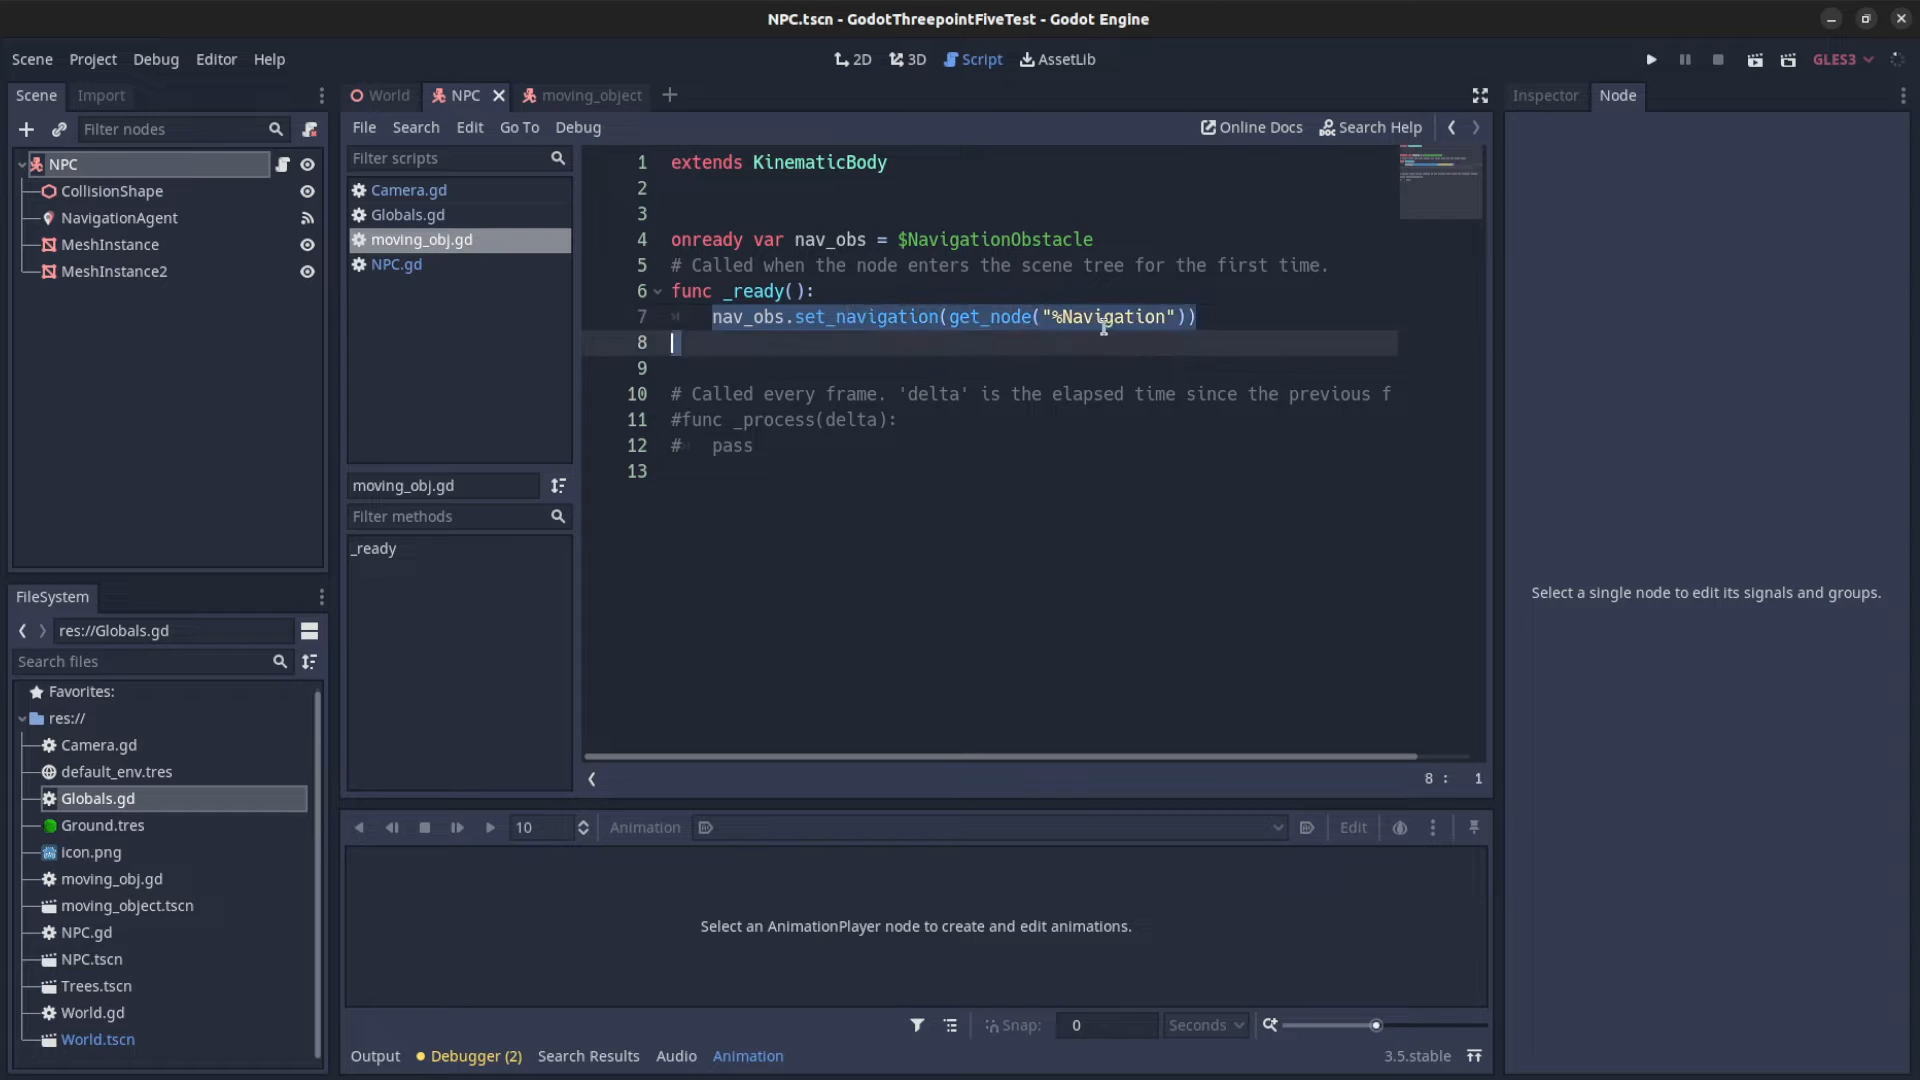 NPC.tscn - GodotThreepointFiveTest - Godot Engine
Scene Project Debug Editor Help
2D 3D Script AssetLib
GLES3
Scene Import
World NPC moving_object
Inspector Node
Filter nodes
File Search Edit Go To Debug
Online Docs Search Help
NPC
CollisionShape
NavigationAgent
MeshInstance
MeshInstance2
Filter scripts
Camera.gd
Globals.gd
moving_obj.gd
NPC.gd
moving_obj.gd
Filter methods
_ready
1 extends KinematicBody
2
3
4 onready var nav_obs = $NavigationObstacle
5 # Called when the node enters the scene tree for the first time.
6 func _ready():
7 nav_obs.set_navigation(get_node("%Navigation"))
8
9
10 # Called every frame. 'delta' is the elapsed time since the previous f
11 #func _process(delta):
12 # pass
13
8 : 1
Select a single node to edit its signals and groups.
FileSystem
res://Globals.gd
Search files
Favorites:
res://
Camera.gd
default_env.tres
Globals.gd
Ground.tres
icon.png
moving_obj.gd
moving_object.tscn
NPC.gd
NPC.tscn
Trees.tscn
World.gd
World.tscn
10 Animation Edit
Select an AnimationPlayer node to create and edit animations.
Snap: 0 Seconds
Output Debugger (2) Search Results Audio Animation
3.5.stable